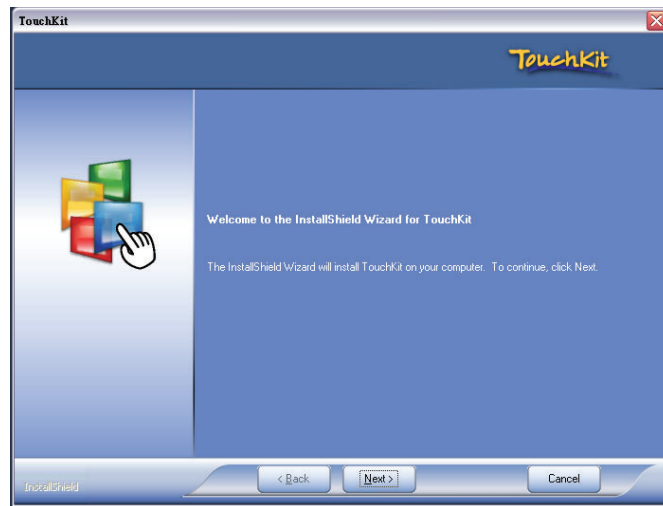 TouchKit
TouchKit
Welcome to the InstallShield Wizard for TouchKit
The InstallShield Wizard will install TouchKit on your computer. To continue, click Next.
InstallShield
< Back
Next >
Cancel